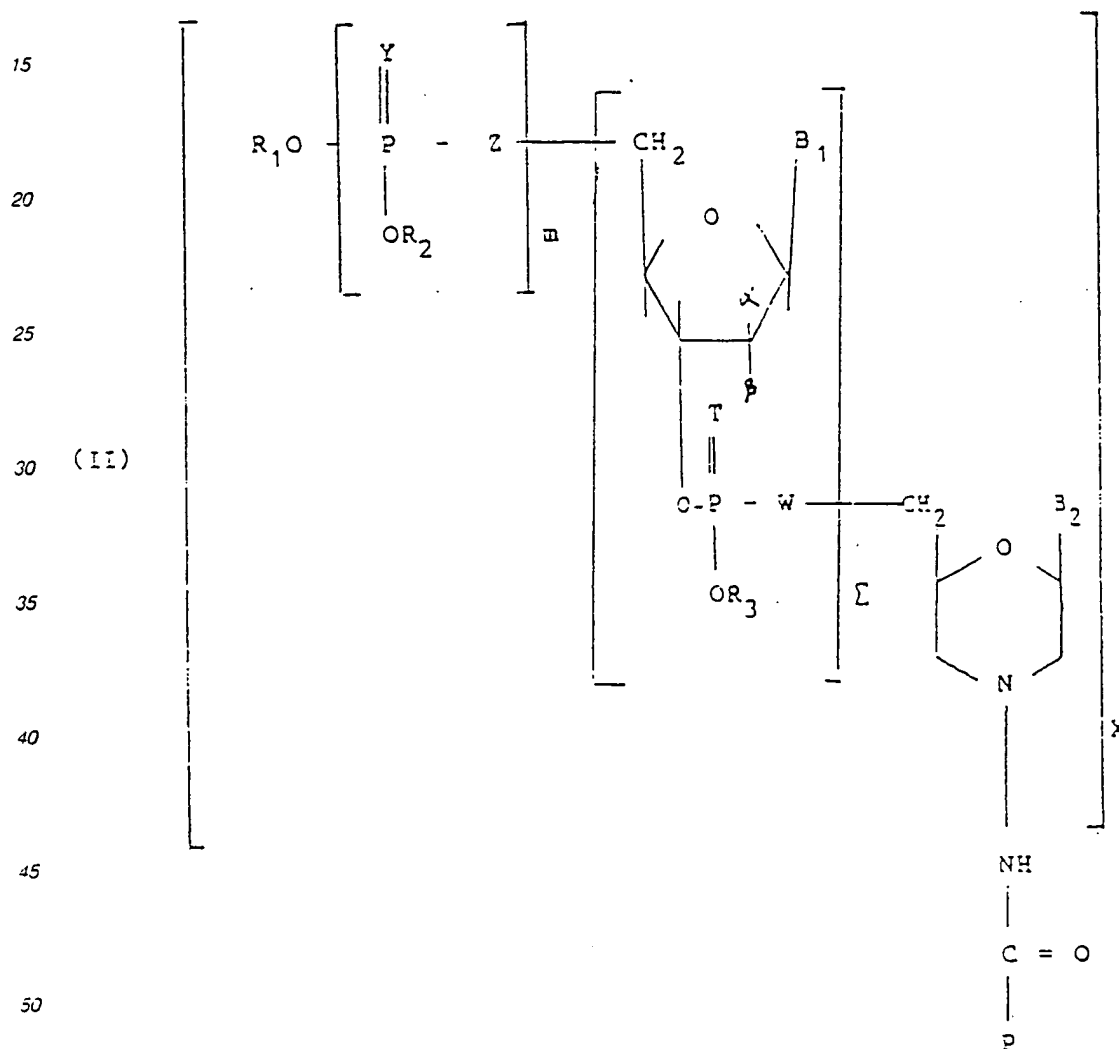 15 Y
R1O - P - Z CH2 B1
20 O
OR2 m
25 γ
β
T
30 (II)
O-P - W CH2 B2
O
35 OR3 Σ
N
40 x
45 NH
C = O
50
P